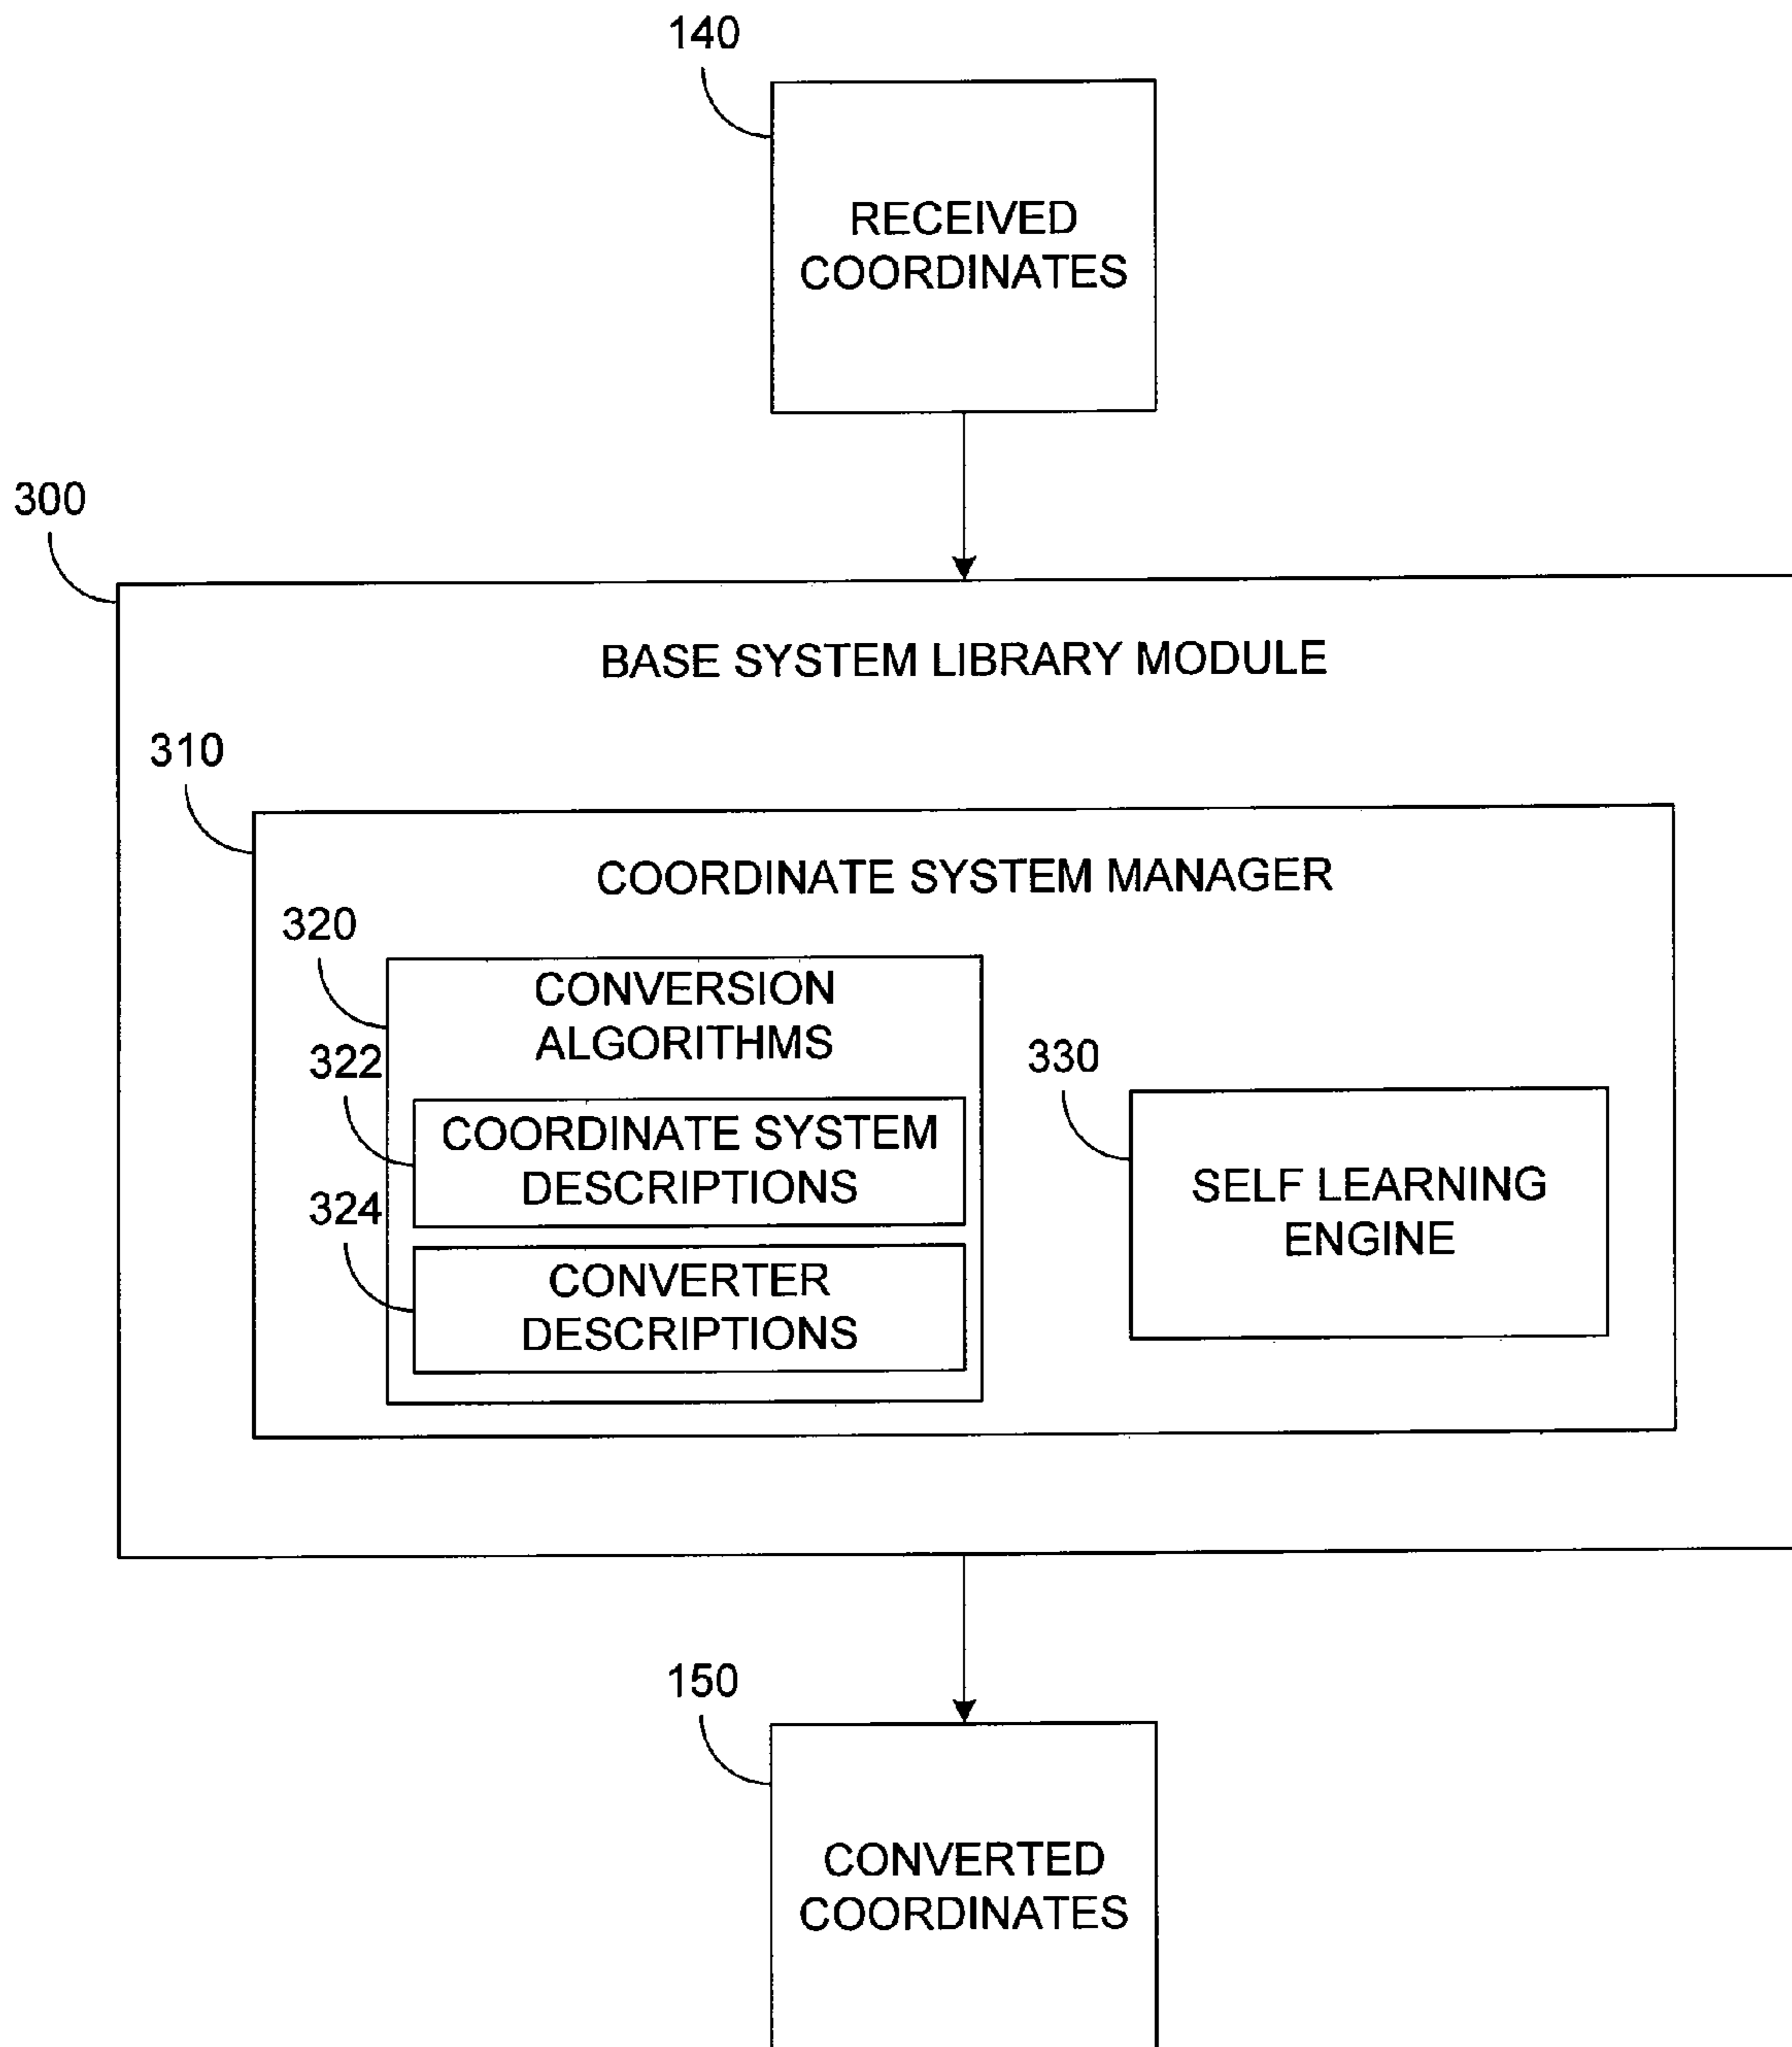 140
RECEIVED
COORDINATES
300
BASE SYSTEM LIBRARY MODULE
310
COORDINATE SYSTEM MANAGER
320
CONVERSION
ALGORITHMS
322
COORDINATE SYSTEM
DESCRIPTIONS
324
CONVERTER
DESCRIPTIONS
330
SELF LEARNING
ENGINE
150
CONVERTED
COORDINATES